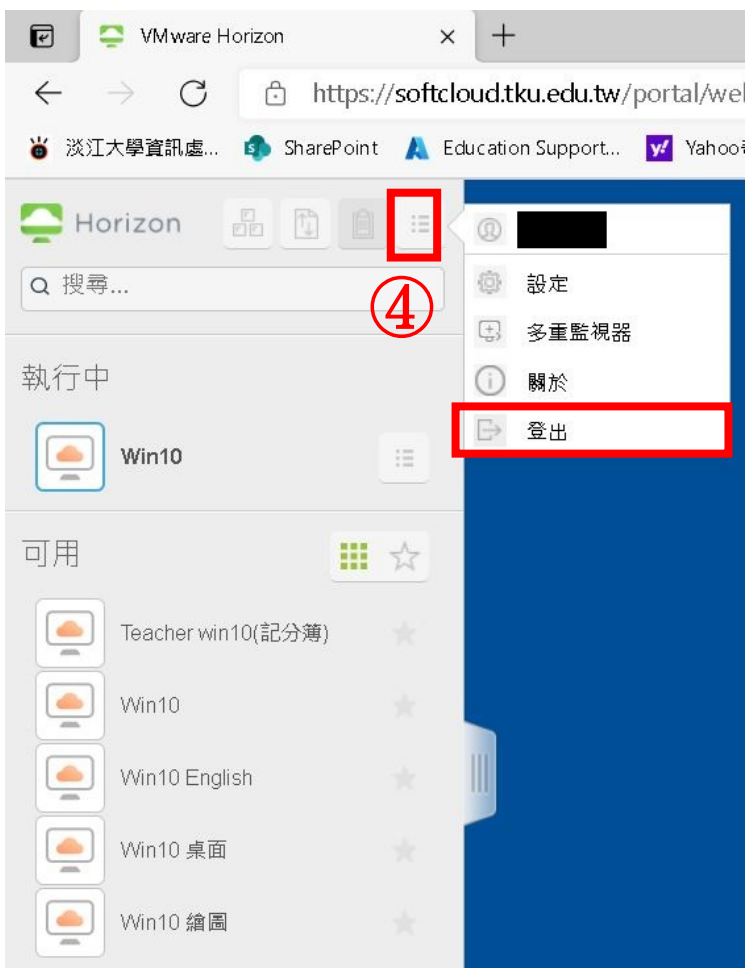 VMware Horizon
https://softcloud.tku.edu.tw/portal/wel
淡江大學資訊處... SharePoint Education Support... Yahoo
Horizon
搜尋...
④
設定
多重監視器
關於
登出
執行中
Win10
可用
Teacher win10(記分簿)
Win10
Win10 English
Win10 桌面
Win10 繪圖